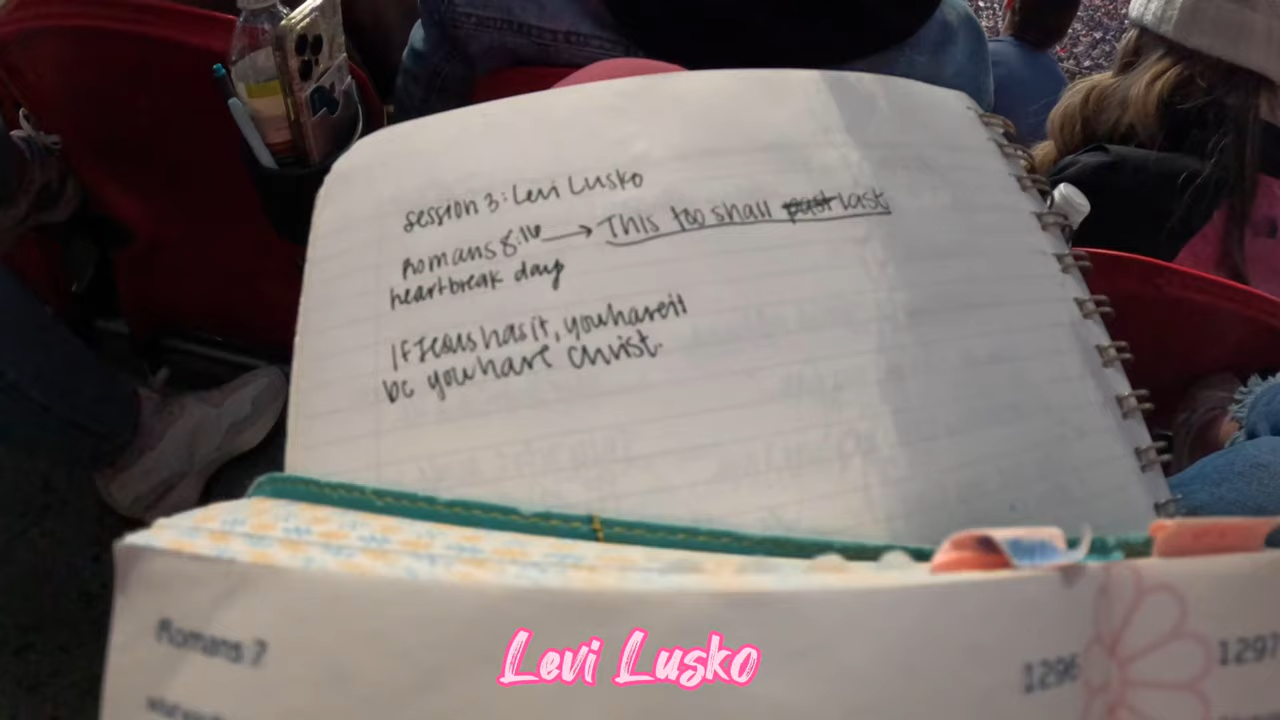 session 3: Levi Lusko
Romans 8:16 → This too shall past last
heartbreak day
If Jesus has it, you have it
bc you have Christ.
Romans 7
1296
1297
Levi Lusko